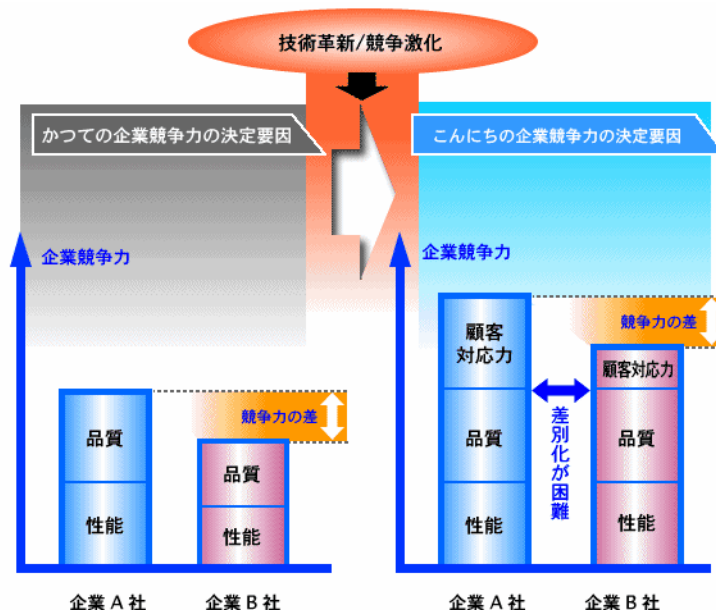 技術革新/競争激化
かつての企業競争力の決定要因
こんにちの企業競争力の決定要因
企業競争力
競争力の差
品質
性能
品質
性能
企業A社
企業B社
企業競争力
競争力の差
顧客
対応力
品質
性能
差別化が困難
顧客対応力
品質
性能
企業A社
企業B社